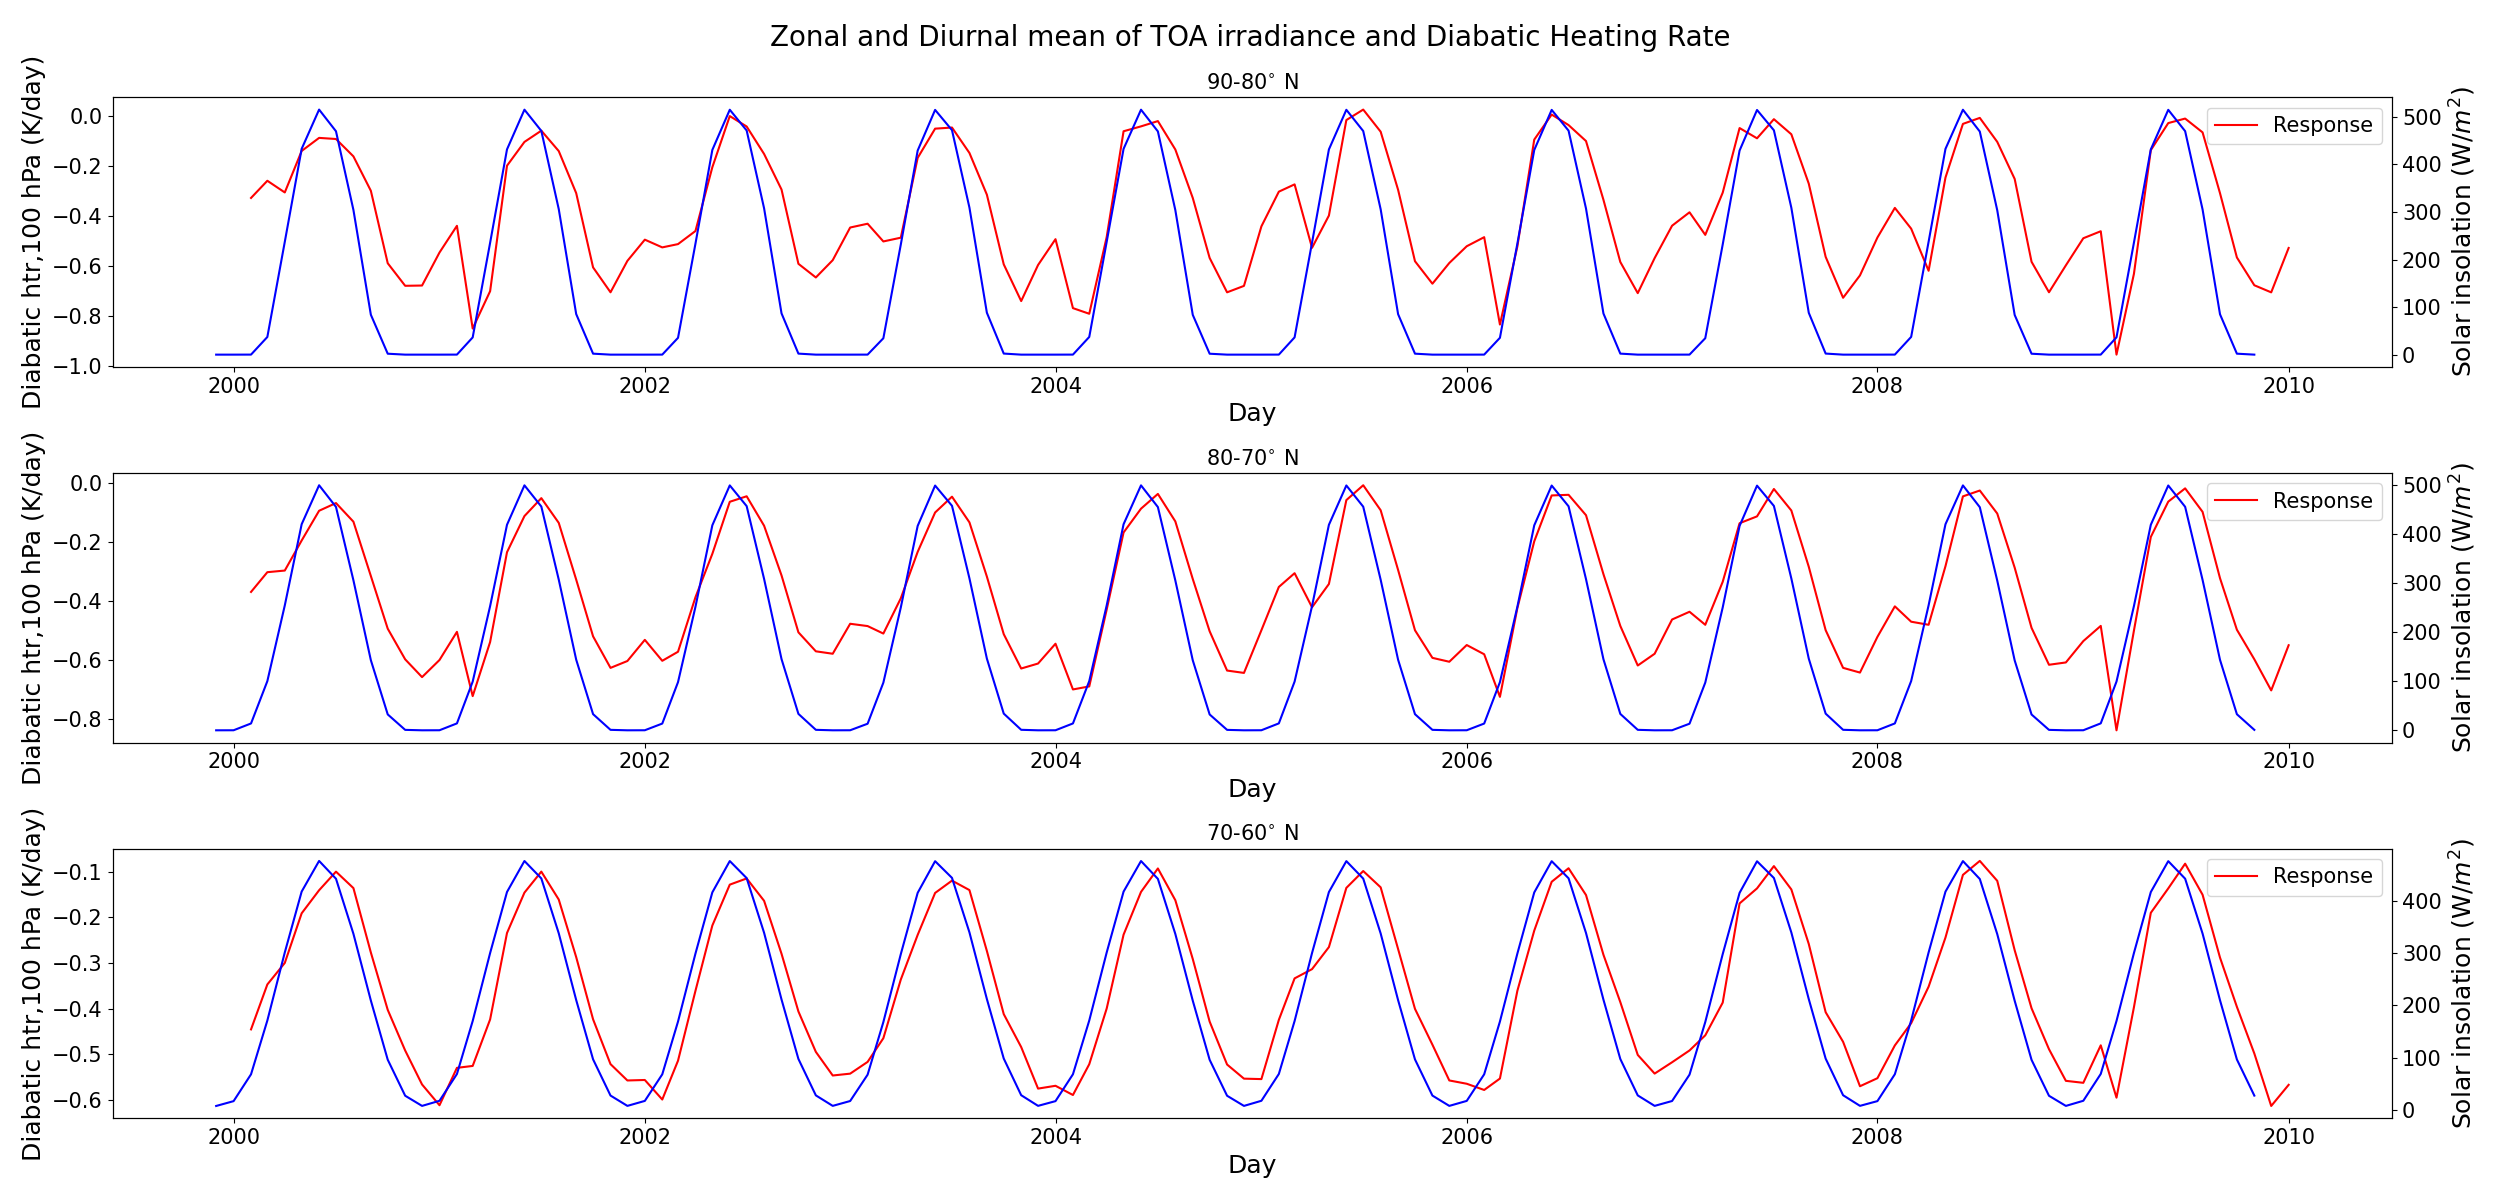 Zonal and Diurnal mean of TOA irradiance and Diabatic Heating Rate
90-80° N
Diabatic htr,100 hPa (K/day)
0.0
−0.2
−0.4
−0.6
−0.8
−1.0
Response
500
400
300
200
100
0
Solar insolation (W/m²)
2000 2002 2004 2006 2008 2010
Day
80-70° N
Diabatic htr,100 hPa (K/day)
0.0
−0.2
−0.4
−0.6
−0.8
Response
500
400
300
200
100
0
Solar insolation (W/m²)
2000 2002 2004 2006 2008 2010
Day
70-60° N
Diabatic htr,100 hPa (K/day)
−0.1
−0.2
−0.3
−0.4
−0.5
−0.6
Response
400
300
200
100
0
Solar insolation (W/m²)
2000 2002 2004 2006 2008 2010
Day